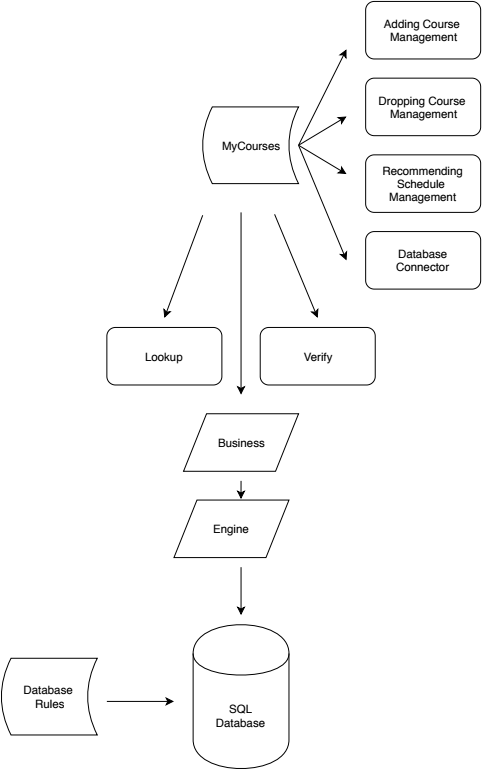 Adding Course
Management
Dropping Course
Management
MyCourses
Recommending
Schedule
Management
Database
Connector
Lookup
Verify
Business
Engine
Database
Rules
SQL
Database